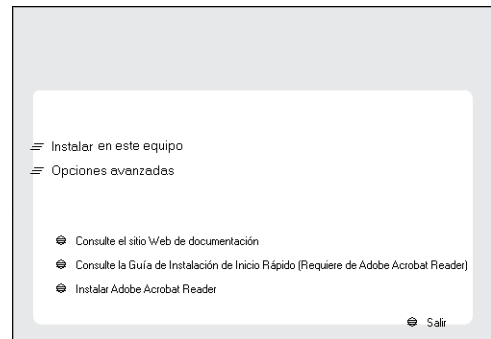 Instalar en este equipo
Opciones avanzadas
Consulte el sitio Web de documentación
Consulte la Guía de Instalación de Inicio Rápido (Requiere de Adobe Acrobat Reader)
Instalar Adobe Acrobat Reader
Salir